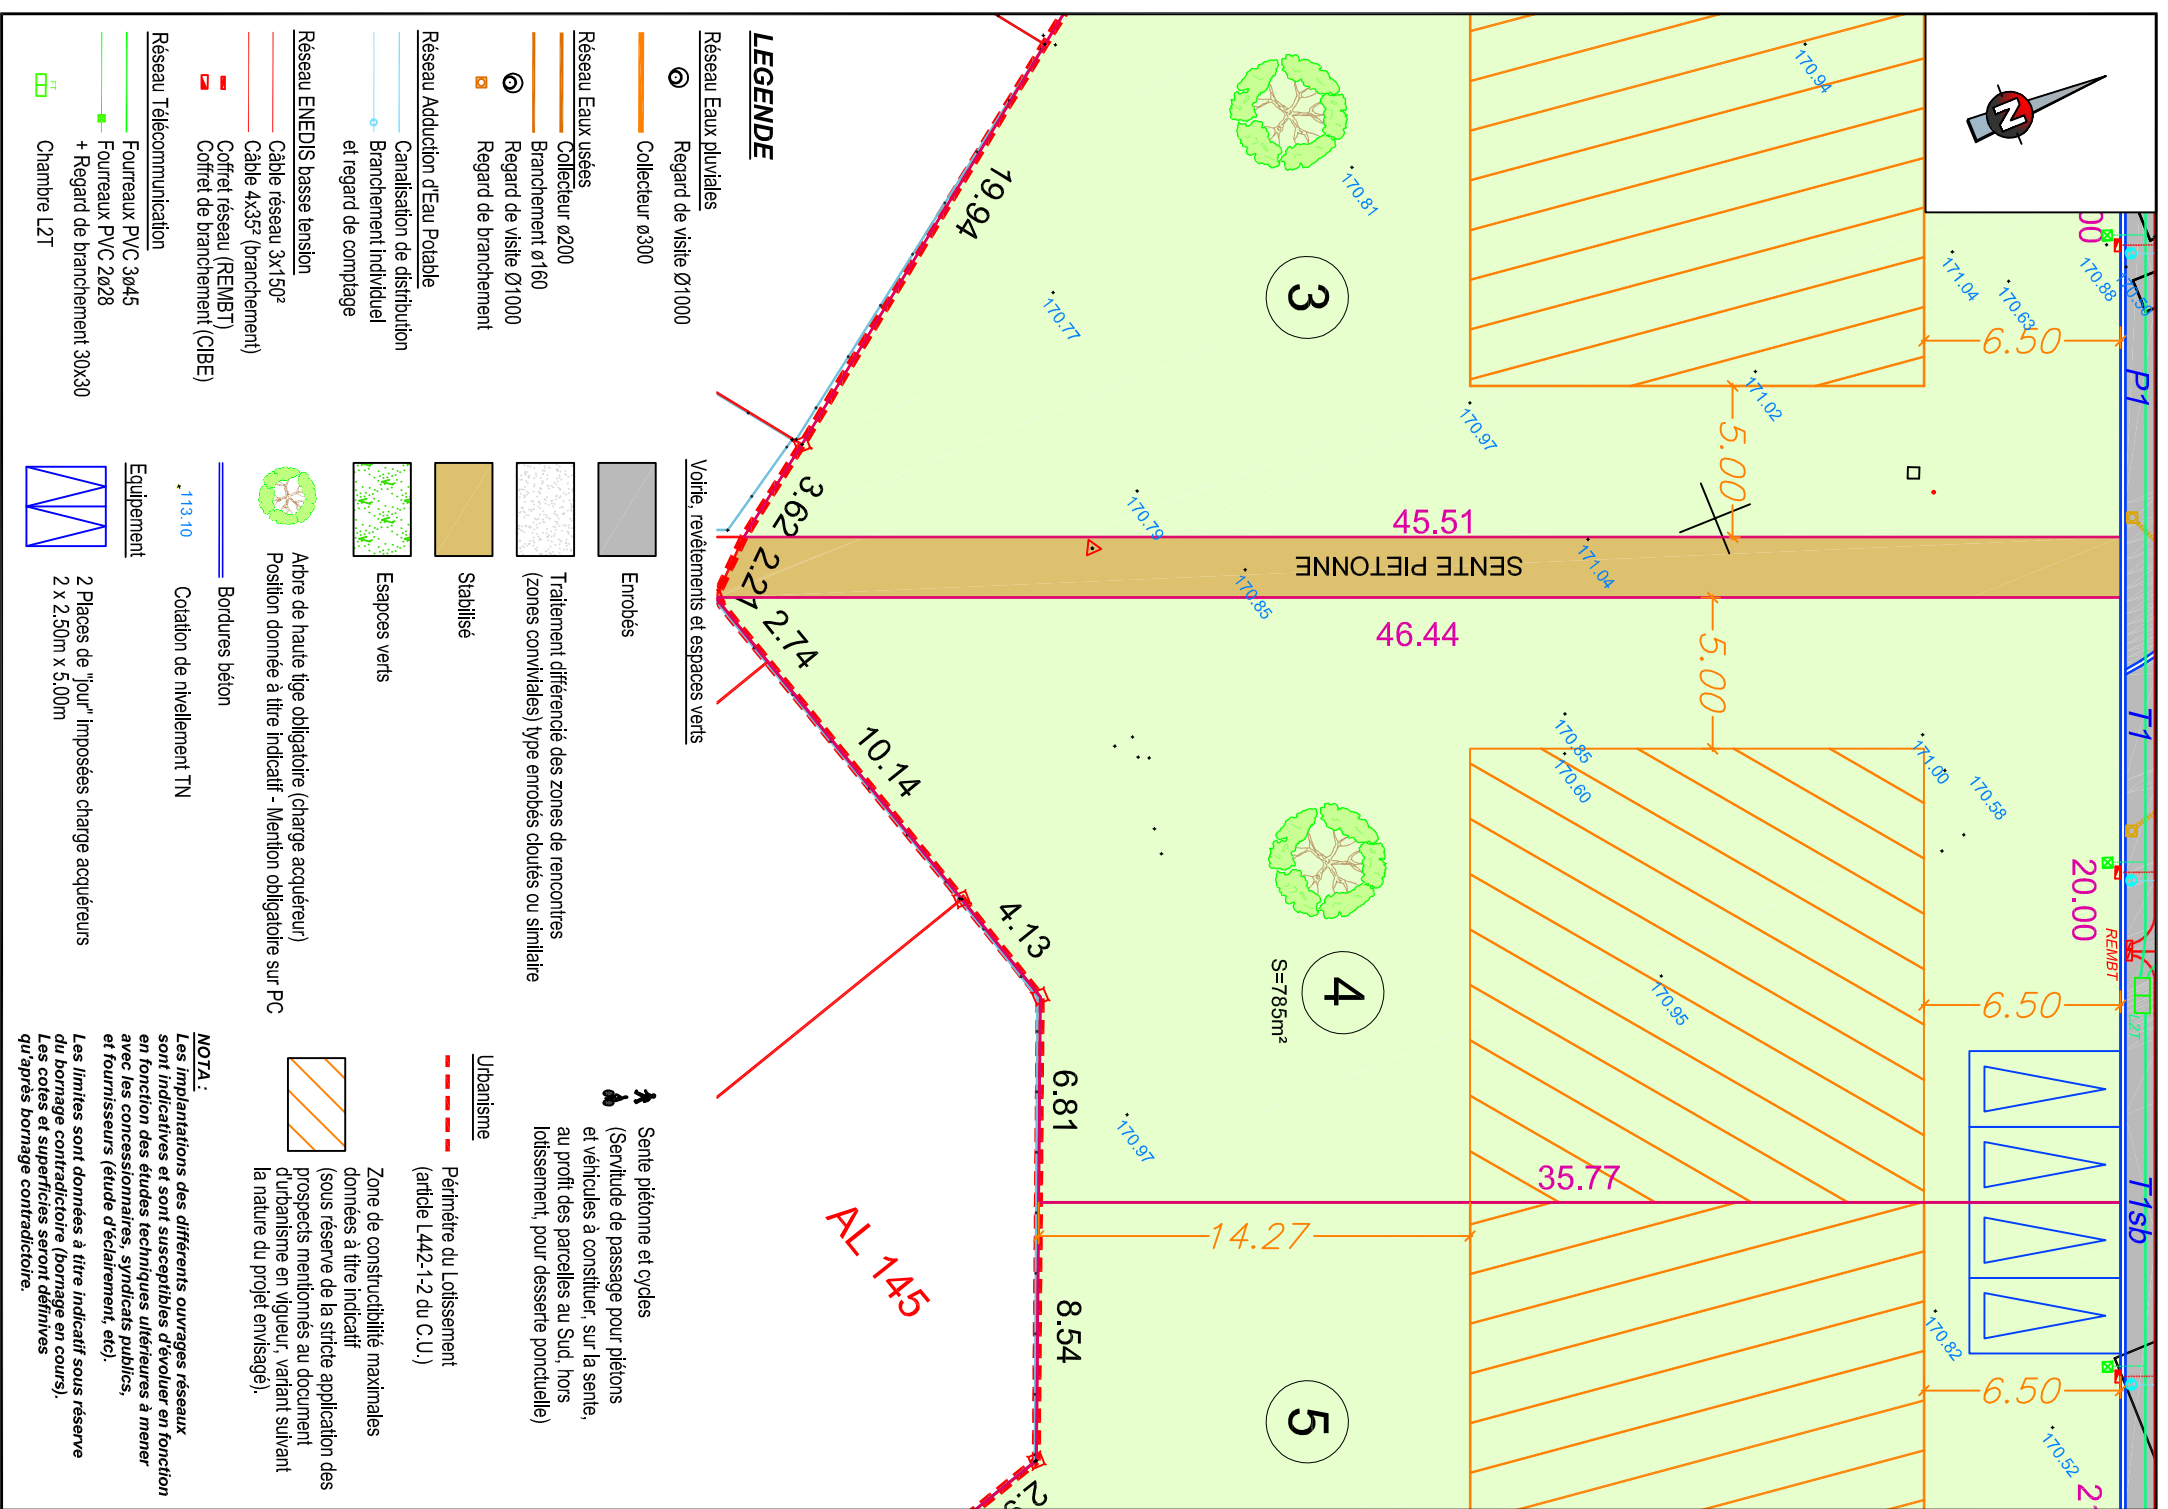 LEGENDE
Réseau Eaux pluviales
Regard de visite Ø1000
Collecteur ø300
Réseau Eaux usées
Collecteur ø200
Branchement ø160
Regard de visite Ø1000
Regard de branchement
Réseau Adduction d'Eau Potable
Canalisation de distribution
Branchement individuel
et regard de comptage
Réseau ENEDIS basse tension
Câble réseau 3x150²
Câble 4x35² (branchement)
Coffret réseau (REMBT)
Coffret de branchement (CIBE)
Réseau Télécommunication
Fourreaux PVC 3ø45
Fourreaux PVC 2ø28
+ Regard de branchement 30x30
FT
Chambre L2T
Voirie, revêtements et espaces verts
Enrobés
Traitement différencié des zones de rencontres
(zones conviviales) type enrobés cloutés ou similaire
Stabilisé
Esapces verts
Arbre de haute tige obligatoire (charge acquéreur)
Position donnée à titre indicatif - Mention obligatoire sur PC
Bordures béton
113.10
Cotation de nivellement TN
Equipement
2 Places de "jour" imposées charge acquéreurs
2 x 2.50m x 5.00m
Sente piétonne et cycles
(Servitude de passage pour piétons
et véhicules à constituer, sur la sente,
au profit des parcelles au Sud, hors
lotissement, pour desserte ponctuelle)
Urbanisme
Périmétre du Lotissement
(article L442-1-2 du C.U.)
Zone de constructibilité maximales
données à titre indicatif
(sous réserve de la stricte application des
prospects mentionnés au document
d'urbanisme en vigueur, variant suivant
la nature du projet envisagé).
NOTA :
Les implantations des différents ouvrages réseaux
sont indicatives et sont susceptibles d'évoluer en fonction
en fonction des études techniques ultérieures à mener
avec les concessionnaires, syndicats publics,
et fournisseurs (étude d'éclairement, etc).
Les limites sont données à titre indicatif sous réserve
du bornage contradictoire (bornage en cours).
Les cotes et superficies seront définives
qu'après bornage contradictoire.
N
P1
T1
T1sb
20.00
REMBT
L2T
170.88
170.63
171.04
6.50
170.94
171.02
5.00
170.97
170.81
3
170.77
19.94
170.79
45.51
SENTE PIETONNE
171.04
170.85
46.44
5.00
3.62
2.27
2.74
10.14
4.13
6.81
8.54
170.85
170.60
171.00
170.58
6.50
170.95
4
S=785m²
170.97
35.77
14.27
170.82
6.50
170.52
5
AL 145